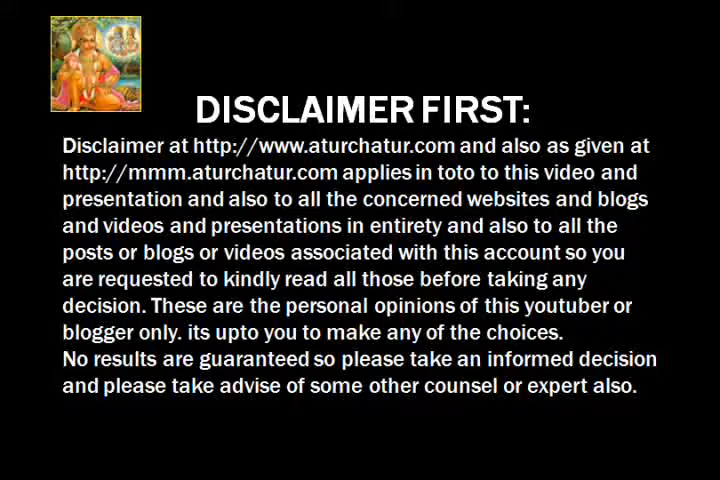 DISCLAIMER FIRST:
Disclaimer at http://www.aturchatur.com and also as given at
http://mmm.aturchatur.com applies in toto to this video and
presentation and also to all the concerned websites and blogs
and videos and presentations in entirety and also to all the
posts or blogs or videos associated with this account so you
are requested to kindly read all those before taking any
decision. These are the personal opinions of this youtuber or
blogger only. its upto you to make any of the choices.
No results are guaranteed so please take an informed decision
and please take advise of some other counsel or expert also.